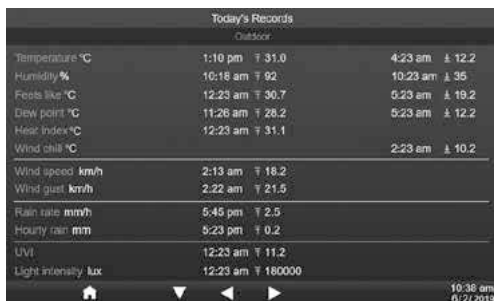 Today's Records
Outdoor
Temperature °C 1:10 pm 31.0 4:23 am 12.2
Humidity % 10:18 am 92 10:23 am 35
Feels like °C 12:23 am 30.7 5:23 am 19.2
Dew point °C 11:26 am 28.2 5:23 am 12.2
Heat index °C 12:23 am 31.1
Wind chill °C 2:23 am 10.2
Wind speed km/h 2:13 am 18.2
Wind gust km/h 2:22 am 21.5
Rain rate mm/h 5:45 pm 2.5
Hourly rain mm 5:23 pm 0.2
UVI 12:23 am 11.2
Light intensity lux 12:23 am 180000
10:38 am
6/2/2019